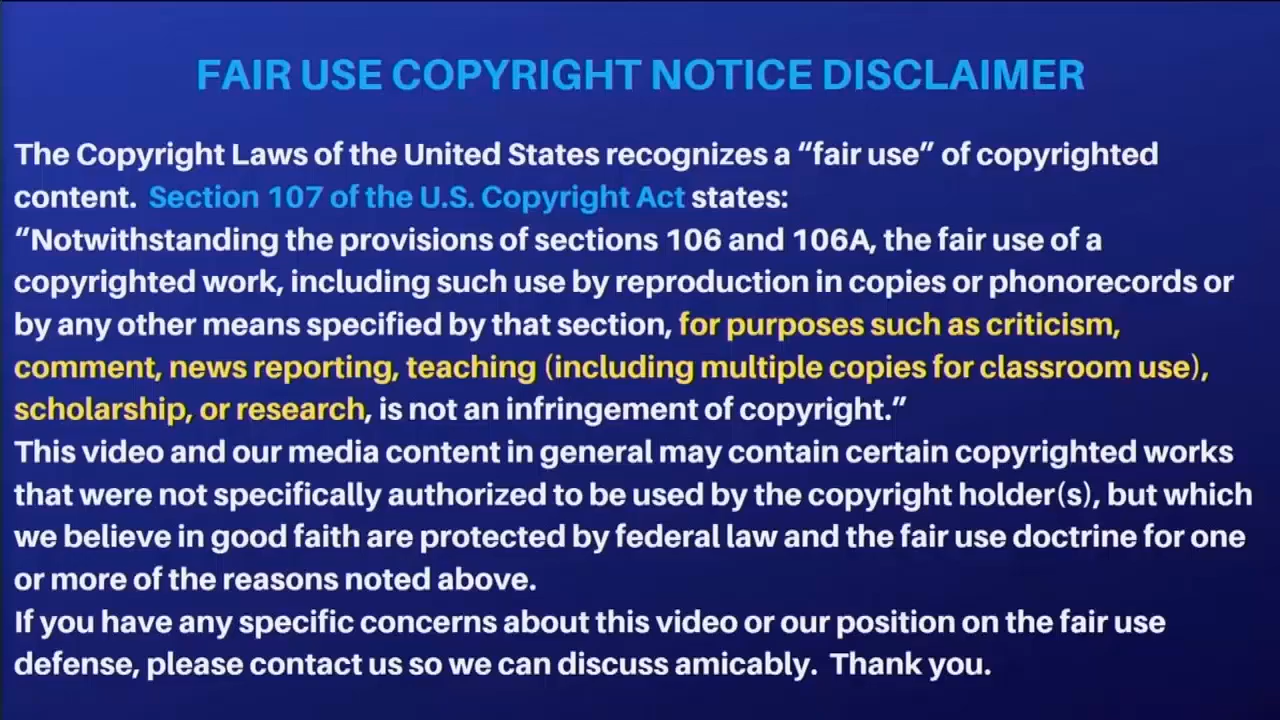 FAIR USE COPYRIGHT NOTICE DISCLAIMER
The Copyright Laws of the United States recognizes a “fair use” of copyrighted
content.  Section 107 of the U.S. Copyright Act states:
“Notwithstanding the provisions of sections 106 and 106A, the fair use of a
copyrighted work, including such use by reproduction in copies or phonorecords or
by any other means specified by that section, for purposes such as criticism,
comment, news reporting, teaching (including multiple copies for classroom use),
scholarship, or research, is not an infringement of copyright.”
This video and our media content in general may contain certain copyrighted works
that were not specifically authorized to be used by the copyright holder(s), but which
we believe in good faith are protected by federal law and the fair use doctrine for one
or more of the reasons noted above.
If you have any specific concerns about this video or our position on the fair use
defense, please contact us so we can discuss amicably.  Thank you.